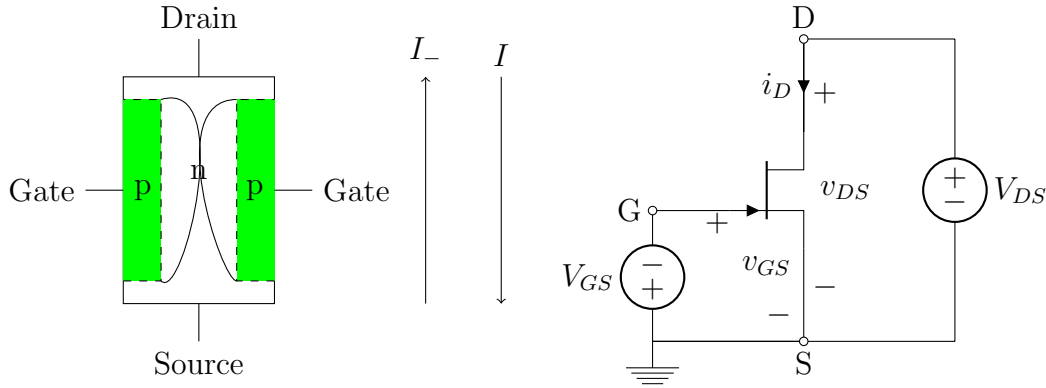 Drain
I_
I
D
i_D
+
n
Gate
p
p
Gate
v_DS
+
−
V_DS
G
+
V_GS
−
+
v_GS
−
−
Source
S